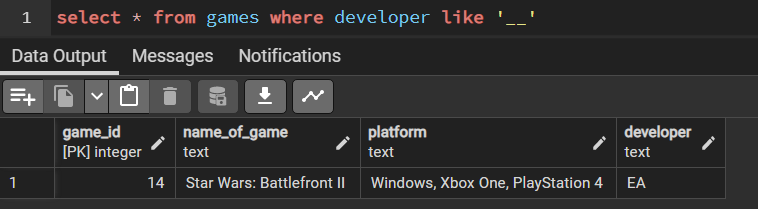 1 select * from games where developer like '__'
Data Output Messages Notifications
game_id name_of_game platform developer
[PK] integer text text text
1 14 Star Wars: Battlefront II Windows, Xbox One, PlayStation 4 EA